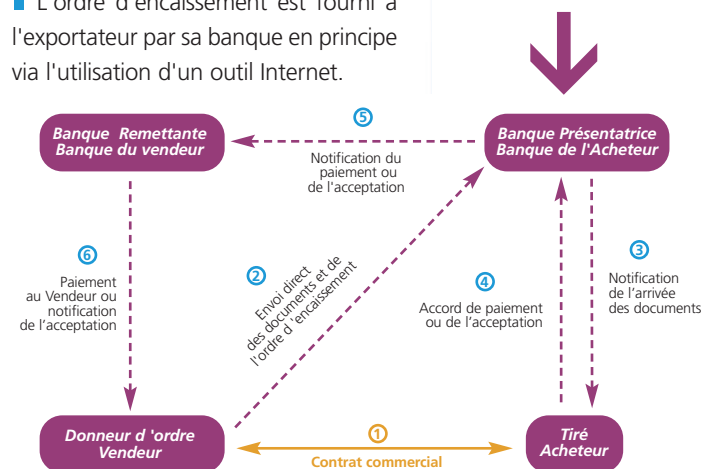 L'ordre d'encaissement est fourni à
l'exportateur par sa banque en principe
via l'utilisation d'un outil Internet.
5
Banque Remettante
Banque du vendeur
Banque Présentatrice
Banque de l'Acheteur
Notification du
paiement ou
de l'acceptation
6
Paiement
au Vendeur ou
notification
de l'acceptation
2
Envoi direct
des documents et de
l'ordre d 'encaissement
4
Accord de paiement
ou de l'acceptation
3
Notification
de l'arrivée
des documents
Donneur d 'ordre
Vendeur
1
Contrat commercial
Tiré
Acheteur